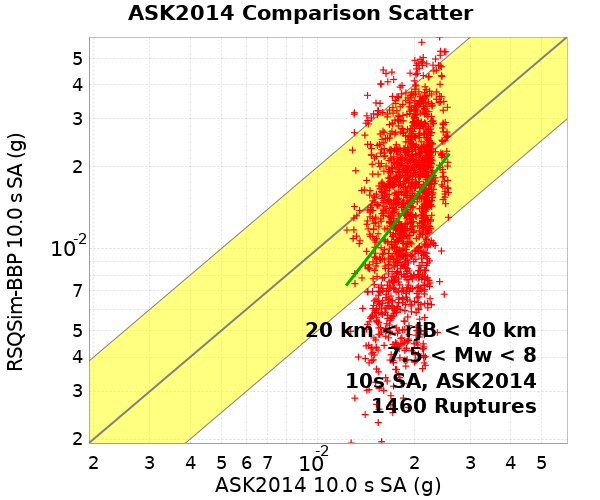 ASK2014 Comparison Scatter
RSQSim-BBP 10.0 s SA (g)
5
4
3
2
10^-2
7
5
4
3
2
20 km < rJB < 40 km
7.5 < Mw < 8
10s SA, ASK2014
1460 Ruptures
2 3 4 5 6 7 10^-2 2 3 4 5
ASK2014 10.0 s SA (g)